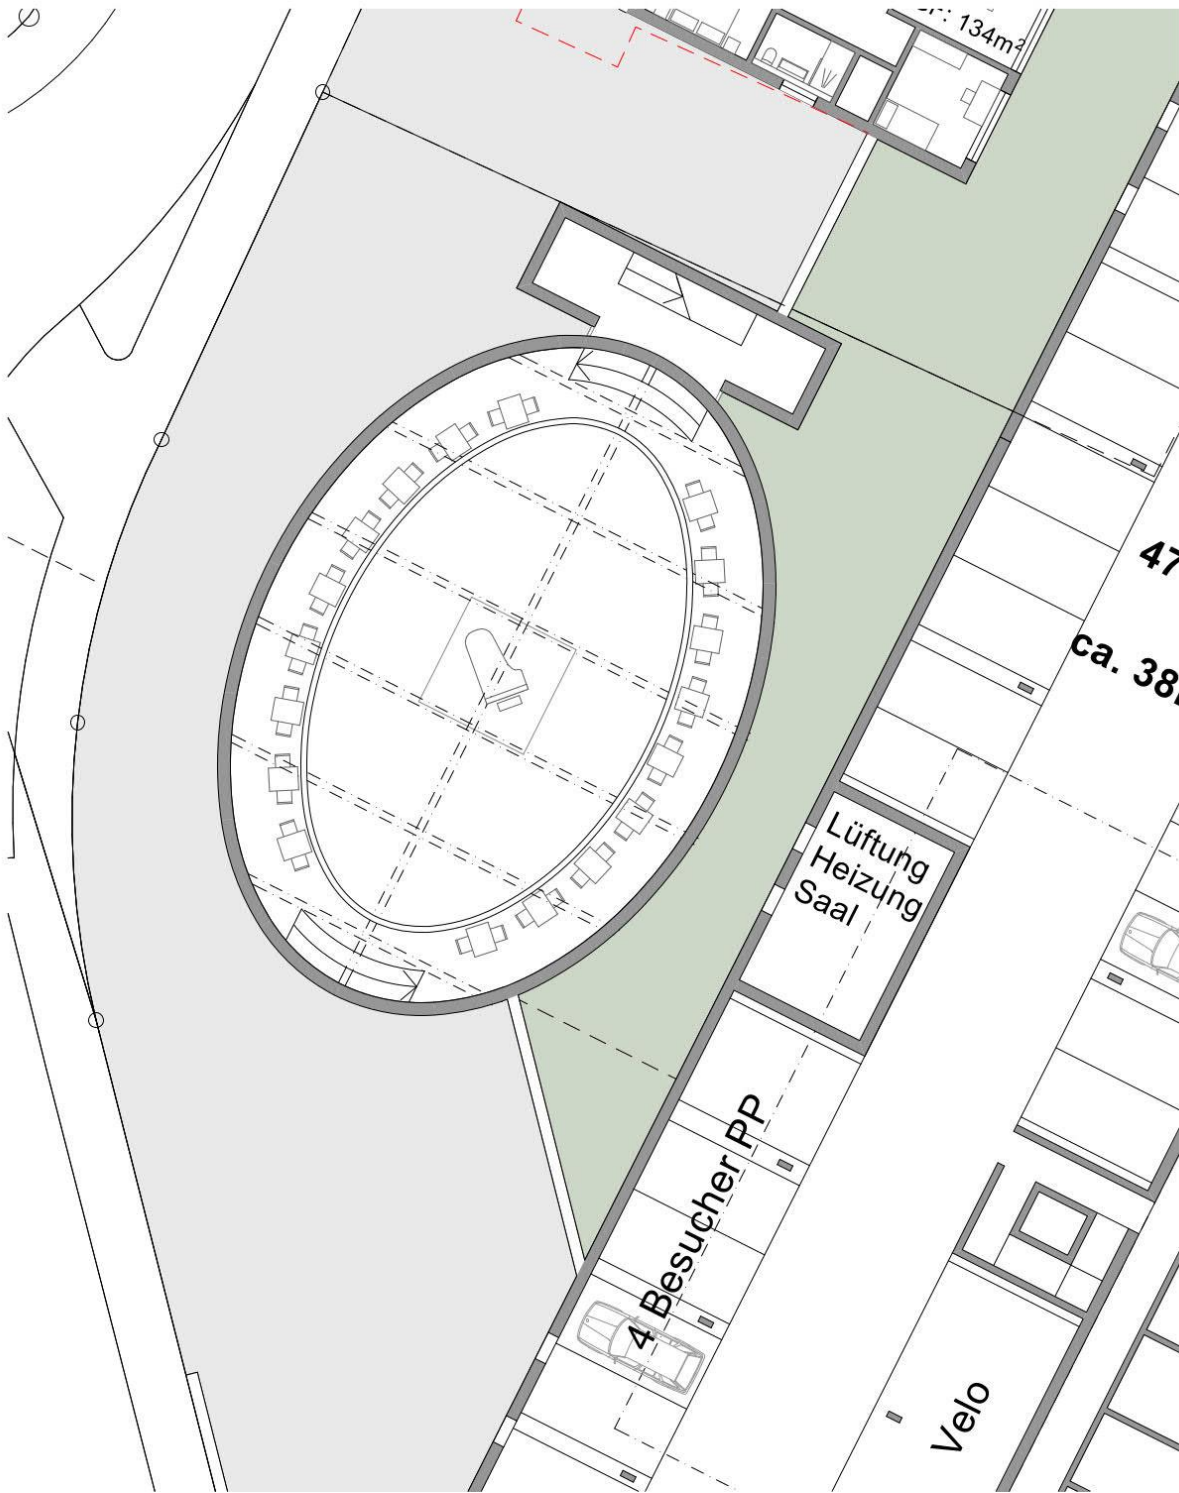 134m²
47
ca. 38
Lüftung
Heizung
Saal
4 Besucher PP
Velo